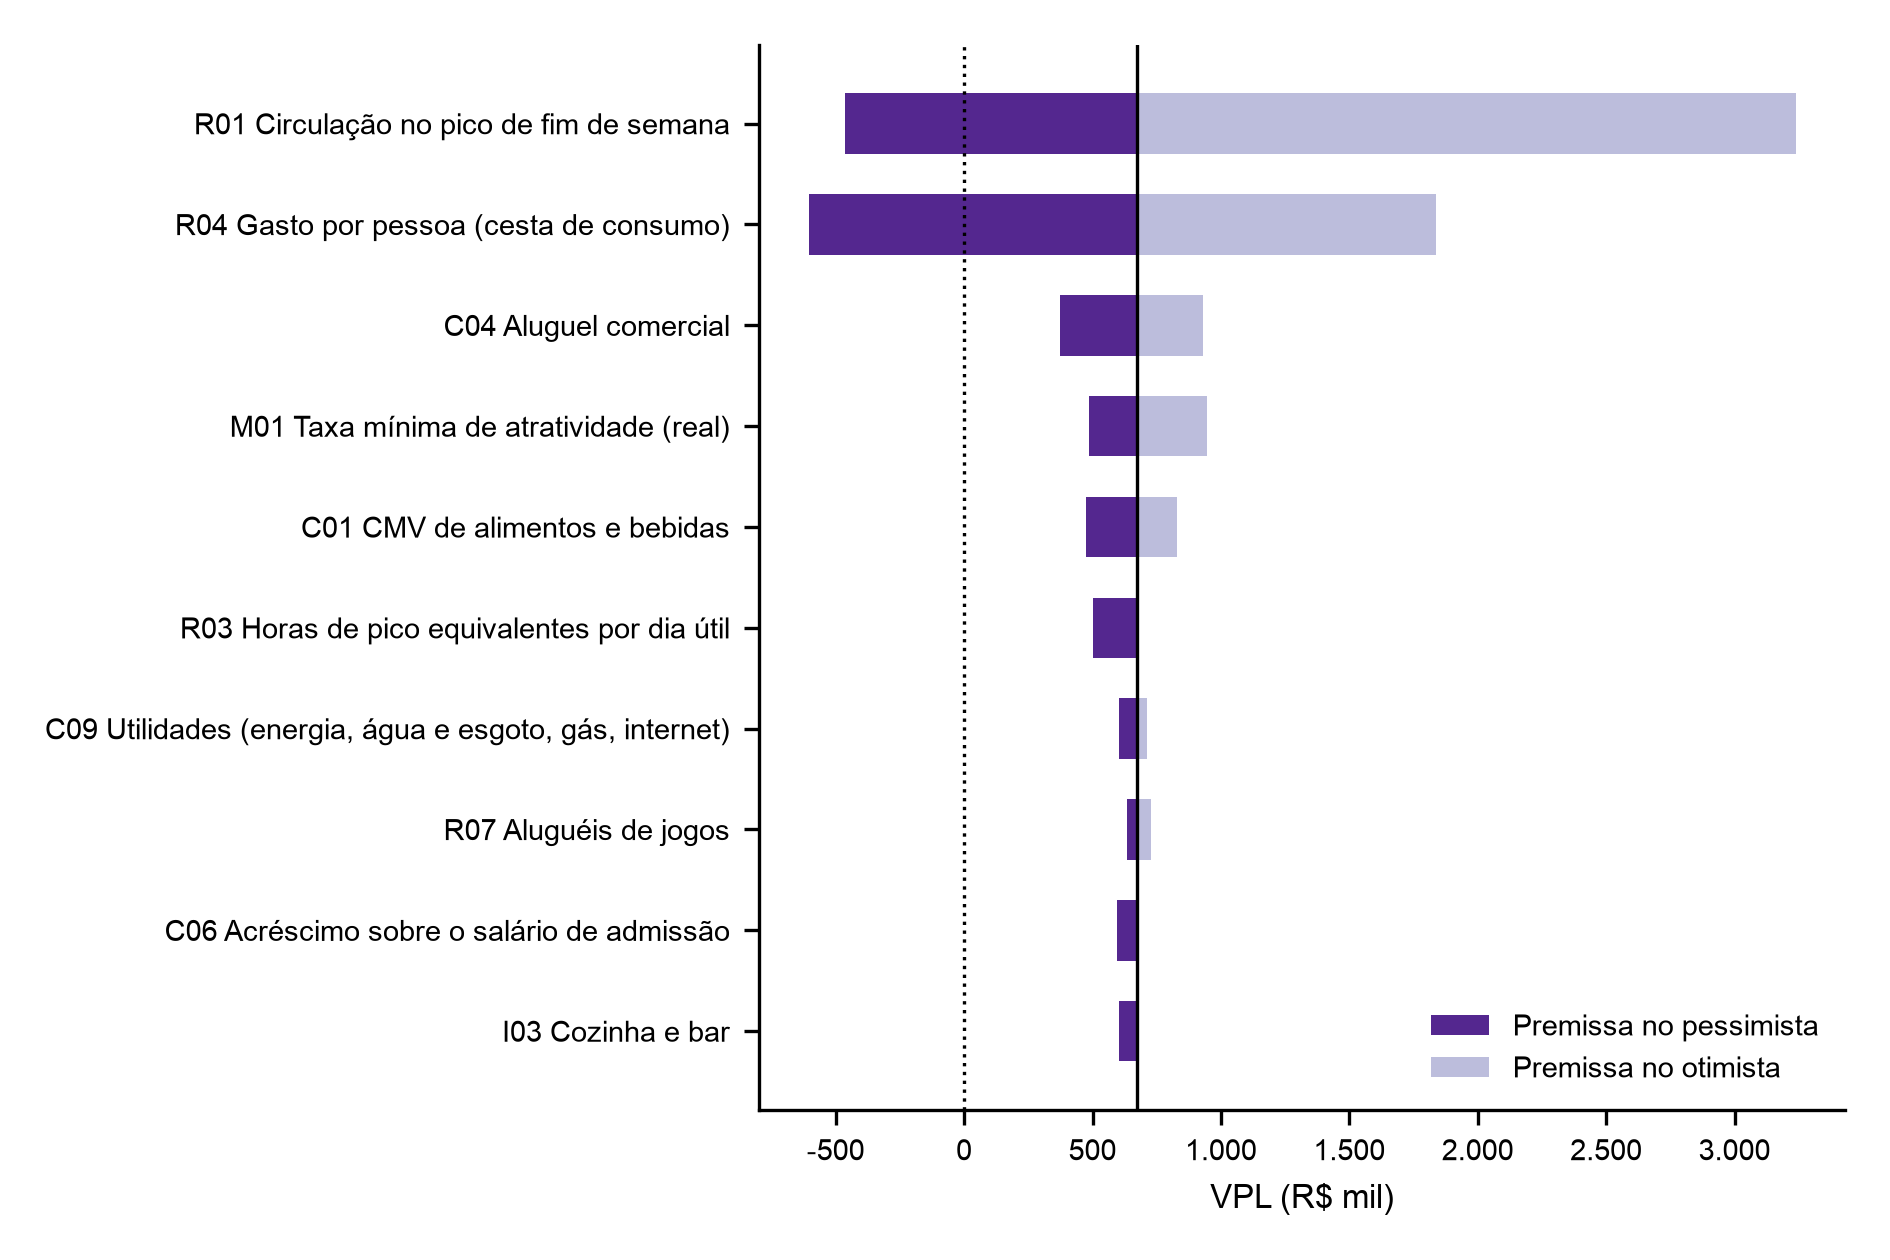 R01 Circulação no pico de fim de semana
R04 Gasto por pessoa (cesta de consumo)
C04 Aluguel comercial
M01 Taxa mínima de atratividade (real)
C01 CMV de alimentos e bebidas
R03 Horas de pico equivalentes por dia útil
C09 Utilidades (energia, água e esgoto, gás, internet)
R07 Aluguéis de jogos
C06 Acréscimo sobre o salário de admissão
I03 Cozinha e bar
Premissa no pessimista
Premissa no otimista
-500 0 500 1.000 1.500 2.000 2.500 3.000
VPL (R$ mil)